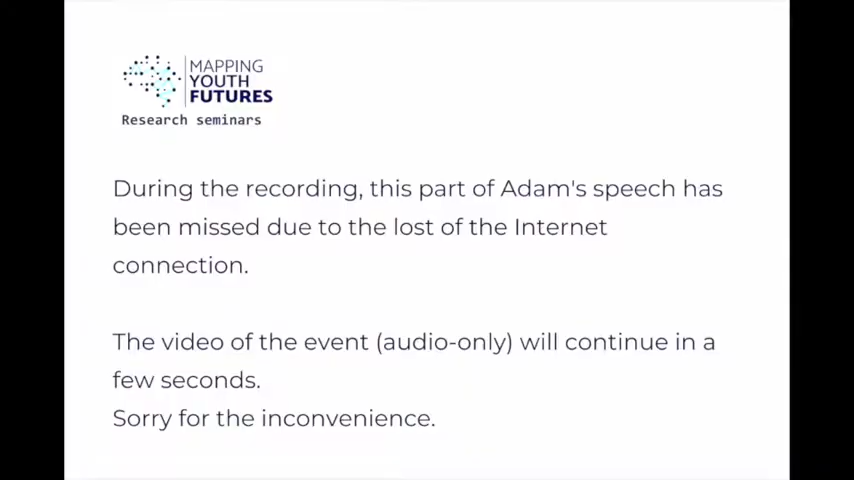 MAPPING
YOUTH
FUTURES
Research seminars
During the recording, this part of Adam's speech has
been missed due to the lost of the Internet
connection.
The video of the event (audio-only) will continue in a
few seconds.
Sorry for the inconvenience.